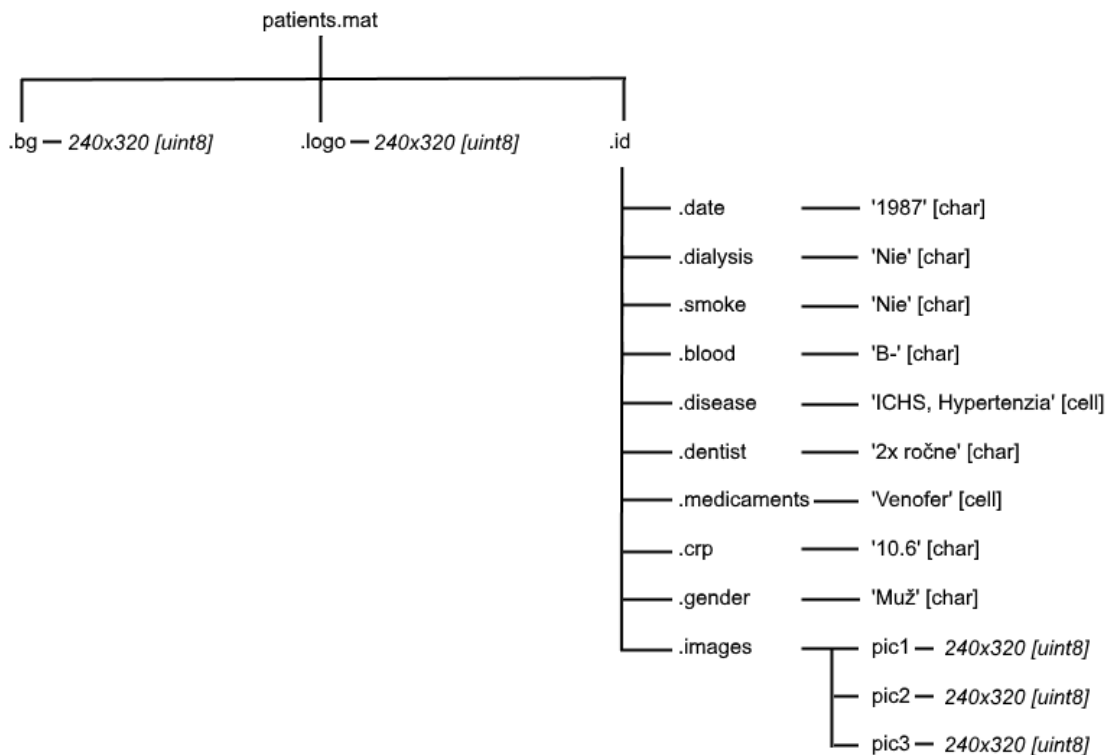 patients.mat
.bg 240x320 [uint8] .logo 240x320 [uint8] .id
.date '1987' [char]
.dialysis 'Nie' [char]
.smoke 'Nie' [char]
.blood 'B-' [char]
.disease 'ICHS, Hypertenzia' [cell]
.dentist '2x ročne' [char]
.medicaments 'Venofer' [cell]
.crp '10.6' [char]
.gender 'Muž' [char]
.images pic1 240x320 [uint8]
pic2 240x320 [uint8]
pic3 240x320 [uint8]